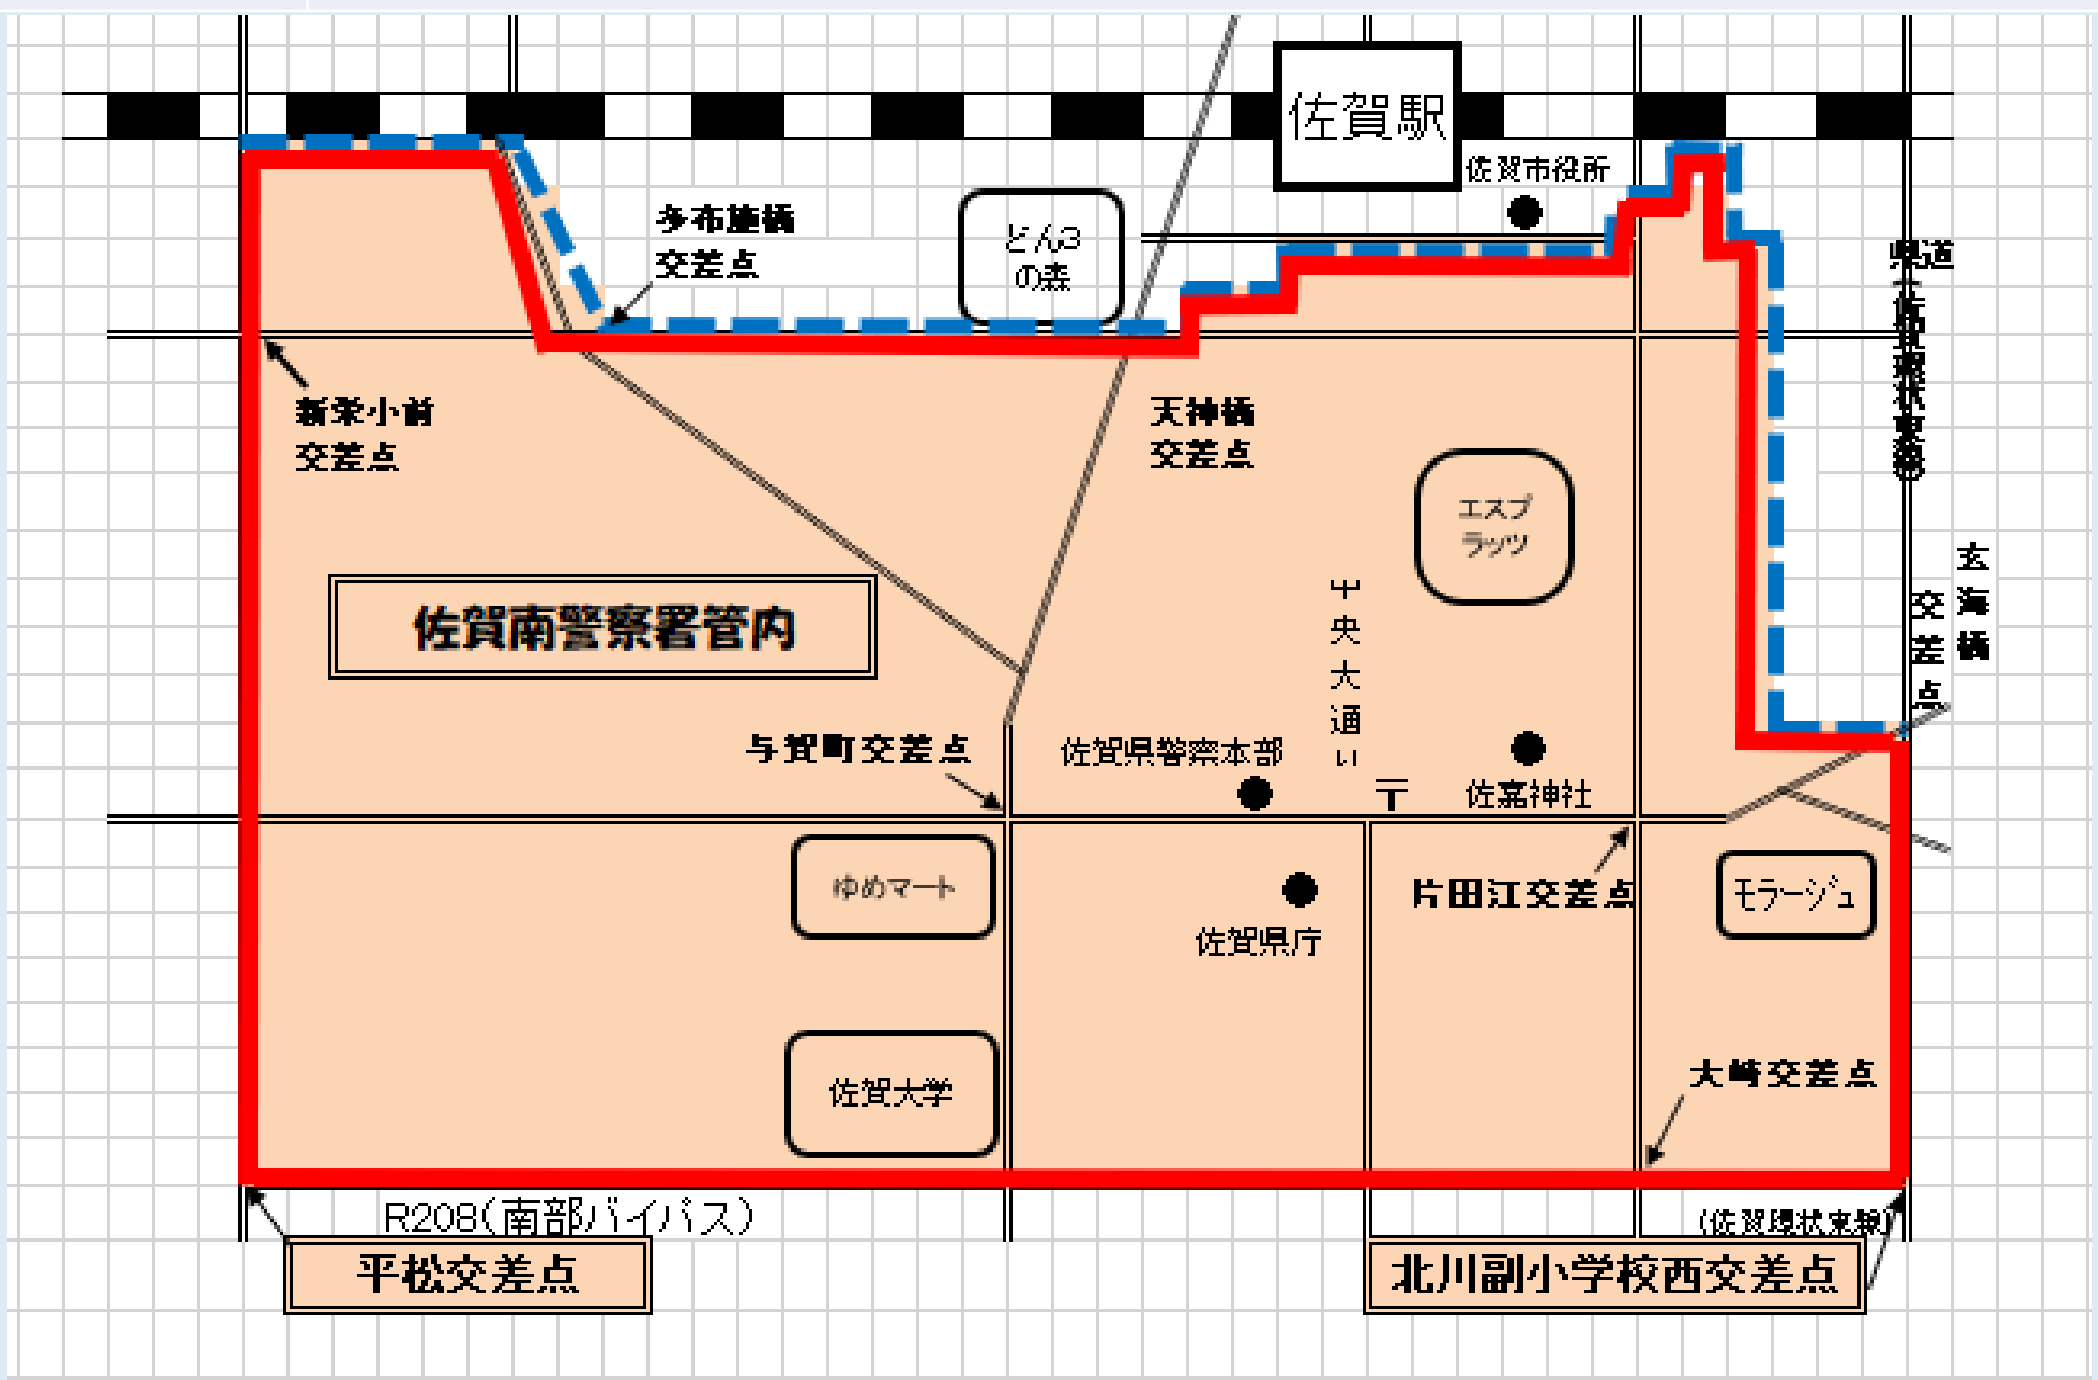 佐賀駅
佐賀市役所
多布施橋
交差点
どんどん
の森
新栄小前
交差点
天神橋
交差点
エスプ
ラッツ
中央大通り
玄海橋
交差点
佐賀南警察署管内
与賀町交差点
佐賀県警察本部
〒
佐嘉神社
ゆめマート
佐賀県庁
片田江交差点
モラージュ
佐賀大学
大崎交差点
R208(南部バイパス)
(佐賀環状東線)
平松交差点
北川副小学校西交差点